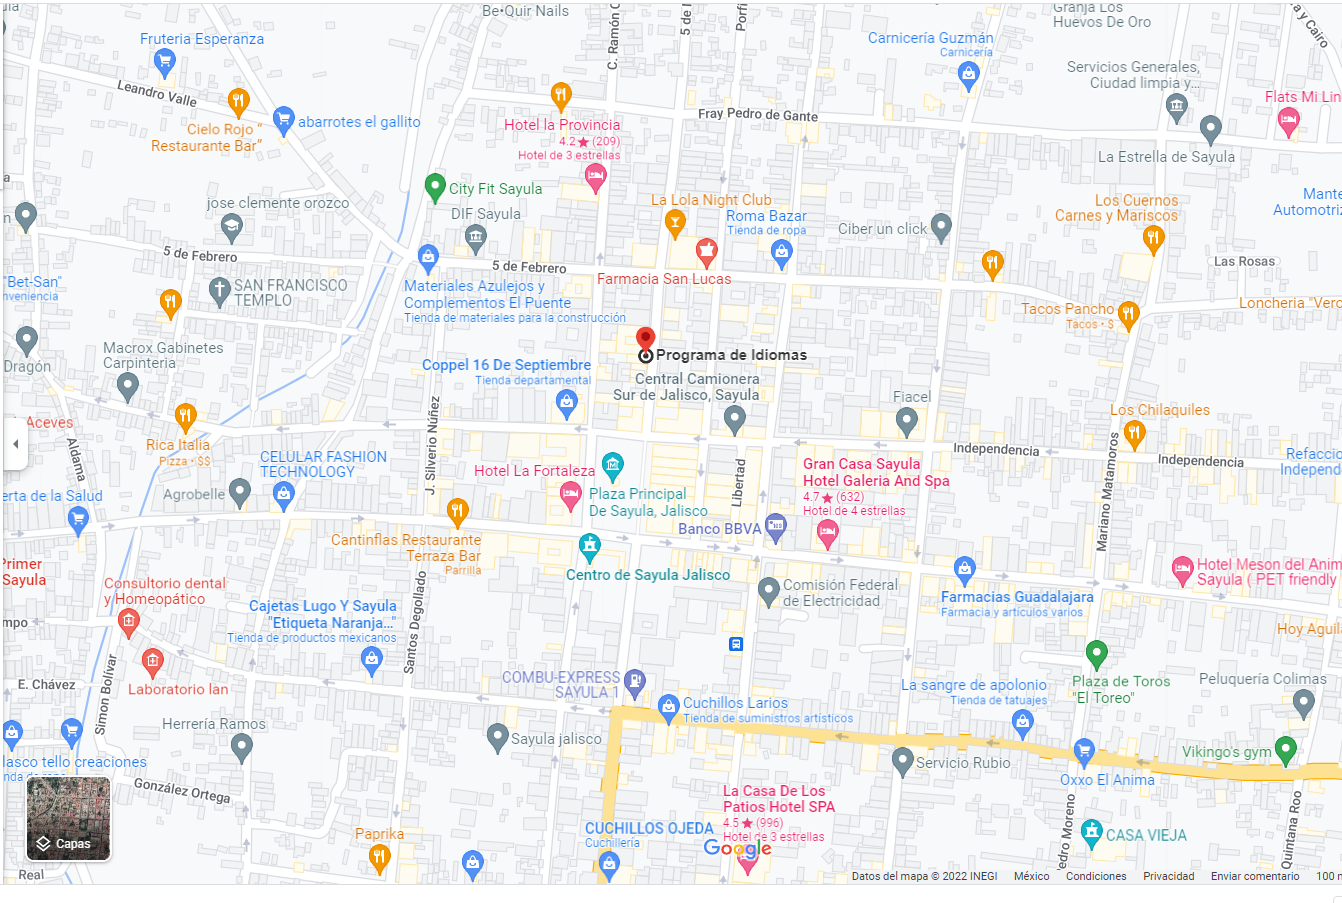 Be•Quir Nails
C. Ramón C
5 de
Porfi
Granja Los
Huevos De Oro
y Cairo
Fruteria Esperanza
Carnicería Guzmán
Carnicería
Servicios Generales,
Ciudad limpia y...
Leandro Valle
Flats Mi Lin
Fray Pedro de Gante
Cielo Rojo “
Restaurante Bar”
abarrotes el gallito
Hotel la Provincia
4.2★(209)
Hotel de 3 estrellas
La Estrella de Sayula
City Fit Sayula
jose clemente orozco
DIF Sayula
La Lola Night Club
Roma Bazar
Tienda de ropa
Ciber un click
Los Cuernos
Carnes y Mariscos
Mante
Automotriz
5 de Febrero
5 de Febrero
Las Rosas
Farmacia San Lucas
"Bet-San"
nveniencia
SAN FRANCISCO
TEMPLO
Materiales Azulejos y
Complementos El Puente
Tienda de materiales para la construcción
Tacos Pancho
Tacos • $
Loncheria "Vero
Dragón
Macrox Gabinetes
Carpinteria
Programa de Idiomas
Coppel 16 De Septiembre
Tienda departamental
Central Camionera
Sur de Jalisco, Sayula
Fiacel
Los Chilaquiles
Aceves
Aldama
Rica Italia
Pizza • $$
J. Silverio Núñez
Independencia
Independencia
Refaccio
Independ
CELULAR FASHION
TECHNOLOGY
Hotel La Fortaleza
Gran Casa Sayula
Hotel Galeria And Spa
4.7★(632)
Hotel de 4 estrellas
Libertad
Mariano Matamoros
erta de la Salud
Agrobelle
Plaza Principal
De Sayula, Jalisco
Banco BBVA
Cantinflas Restaurante
Terraza Bar
Parrilla
Primer
Sayula
Centro de Sayula Jalisco
Hotel Meson del Anim
Sayula ( PET friendly
Consultorio dental
y Homeopático
Comisión Federal
de Electricidad
Farmacias Guadalajara
Farmacia y artículos varios
mpo
Cajetas Lugo Y Sayula
"Etiqueta Naranja..."
Tienda de productos mexicanos
Santos Degollado
Hoy Aguil
E. Chávez
Simon Bolívar
Laboratorio lan
COMBU-EXPRESS
SAYULA 1
La sangre de apolonio
Tienda de tatuajes
Plaza de Toros
"El Toreo"
Peluquería Colimas
Herrería Ramos
Cuchillos Larios
Tienda de suministros artísticos
Sayula jalisco
Vikingo's gym
lasco tello creaciones
nda de ropa
Servicio Rubio
Oxxo El Anima
González Ortega
La Casa De Los
Patios Hotel SPA
4.5★(996)
Hotel de 3 estrellas
edro Moreno
Quintana Roo
Capas
Paprika
CUCHILLOS OJEDA
Cuchillería
Google
CASA VIEJA
Real
Datos del mapa © 2022 INEGI México Condiciones Privacidad Enviar comentario 100 m